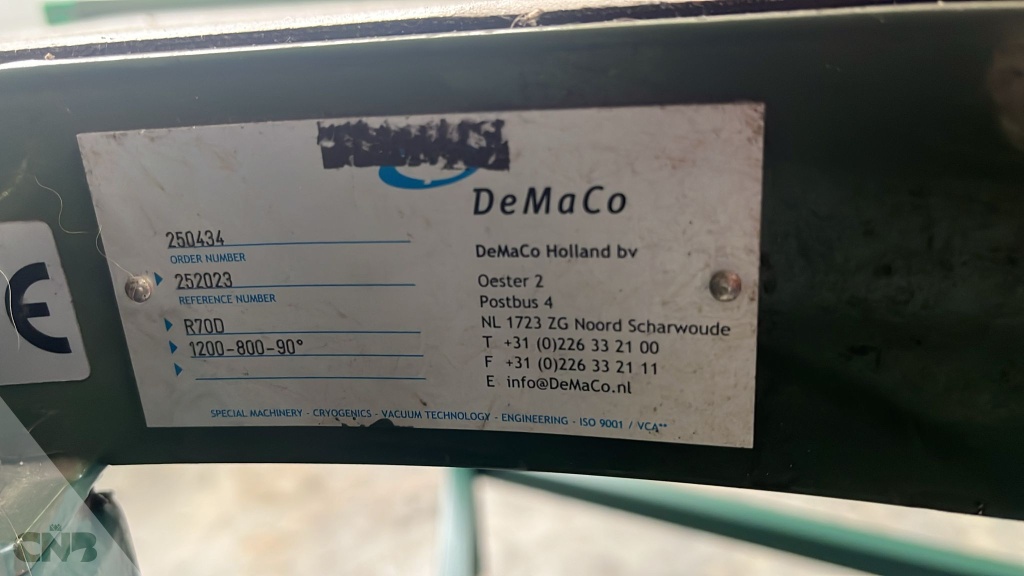 DeMaCo
250434
ORDER NUMBER
252023
REFERENCE NUMBER
R70D
1200-800-90°
DeMaCo Holland bv
Oester 2
Postbus 4
NL 1723 ZG Noord Scharwoude
T +31 (0)226 33 21 00
F +31 (0)226 33 21 11
E info@DeMaCo.nl
SPECIAL MACHINERY - CRYOGENICS - VACUUM TECHNOLOGY - ENGINEERING - ISO 9001 / VCA**
CE
CNB